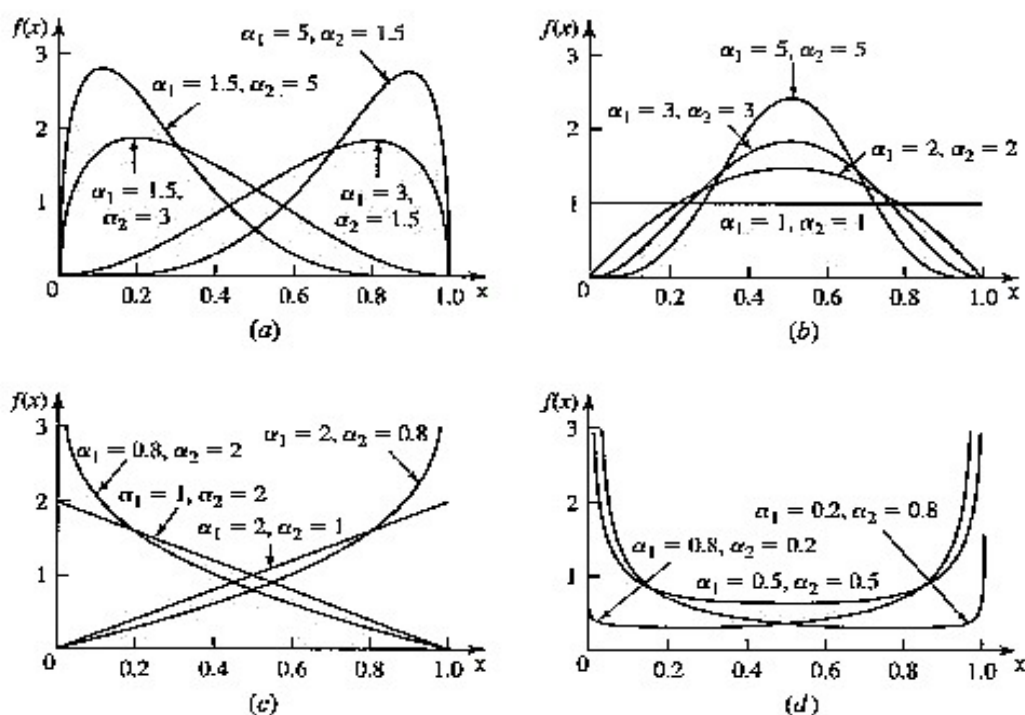 f(x)
3
2
1
0
0.2
0.4
0.6
0.8
1.0
x
α₁ = 5, α₂ = 1.5
α₁ = 1.5, α₂ = 5
α₁ = 1.5,
α₂ = 3
α₁ = 3,
α₂ = 1.5
(a)
f(x)
3
2
1
0
0.2
0.4
0.6
0.8
1.0
x
α₁ = 5, α₂ = 5
α₁ = 3, α₂ = 3
α₁ = 2, α₂ = 2
α₁ = 1, α₂ = 1
(b)
f(x)
3
2
1
0
0.2
0.4
0.6
0.8
1.0
x
α₁ = 2, α₂ = 0.8
α₁ = 0.8, α₂ = 2
α₁ = 1, α₂ = 2
α₁ = 2, α₂ = 1
(c)
f(x)
3
2
1
0
0.2
0.4
0.6
0.8
1.0
x
α₁ = 0.2, α₂ = 0.8
α₁ = 0.8, α₂ = 0.2
α₁ = 0.5, α₂ = 0.5
(d)